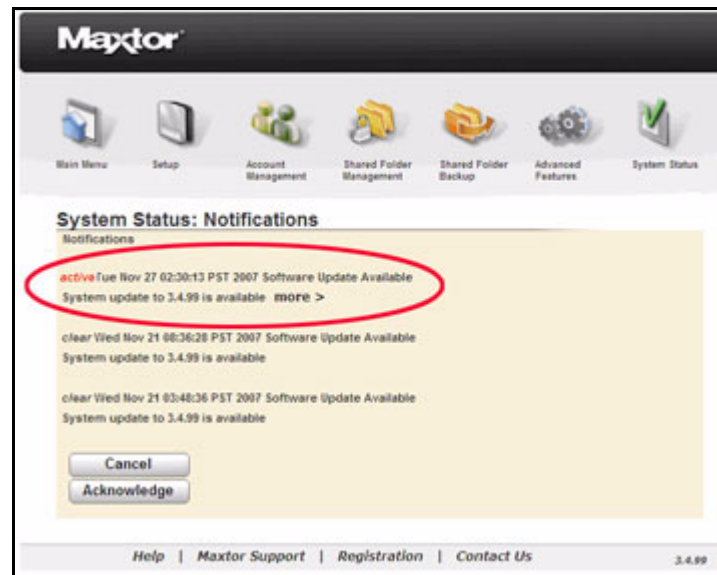 Maxtor
Main Menu
Setup
Account Management
Shared Folder Management
Shared Folder Backup
Advanced Features
System Status
System Status: Notifications
Notifications
activeTue Nov 27 02:30:13 PST 2007 Software Update Available
System update to 3.4.99 is available more >
clear Wed Nov 21 08:36:28 PST 2007 Software Update Available
System update to 3.4.99 is available
clear Wed Nov 21 03:48:36 PST 2007 Software Update Available
System update to 3.4.99 is available
Cancel
Acknowledge
Help | Maxtor Support | Registration | Contact Us
3.4.99